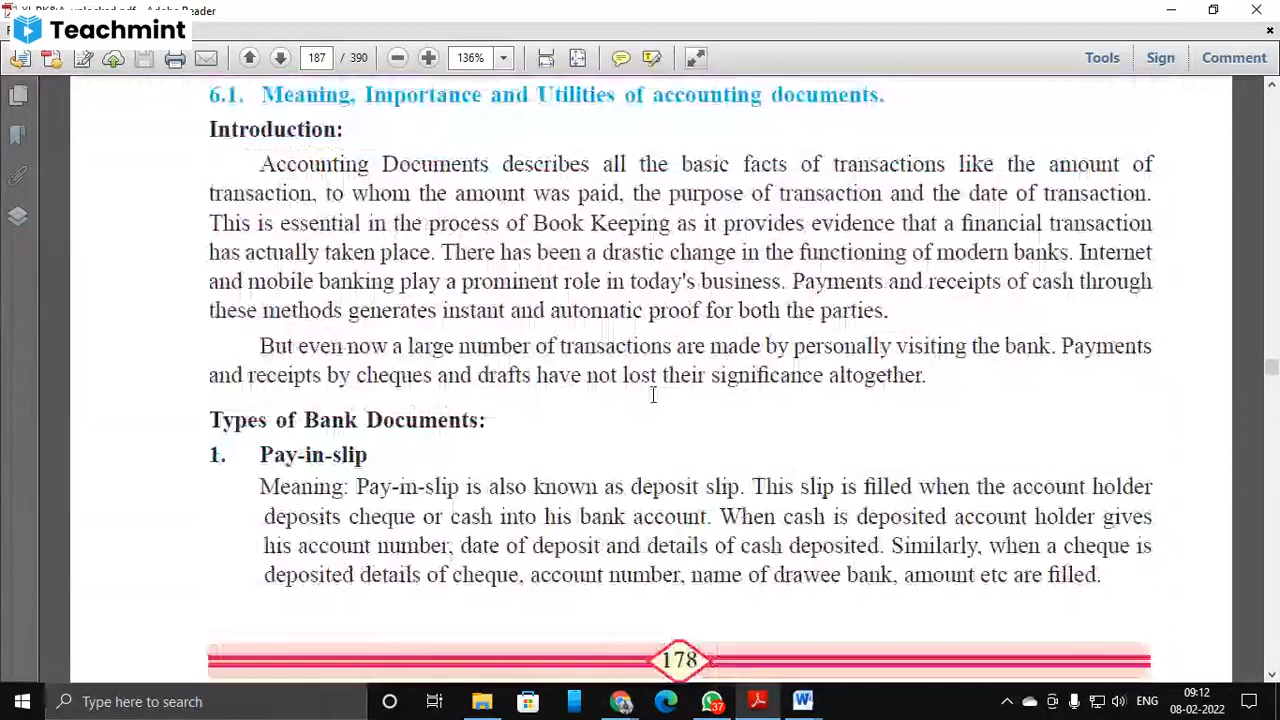 XI_BK&A_unlocked.pdf - Adobe Reader
Teachmint
187 / 390
136%
Tools Sign Comment
6.1. Meaning, Importance and Utilities of accounting documents.
Introduction:
Accounting Documents describes all the basic facts of transactions like the amount of
transaction, to whom the amount was paid, the purpose of transaction and the date of transaction.
This is essential in the process of Book Keeping as it provides evidence that a financial transaction
has actually taken place. There has been a drastic change in the functioning of modern banks. Internet
and mobile banking play a prominent role in today's business. Payments and receipts of cash through
these methods generates instant and automatic proof for both the parties.
But even now a large number of transactions are made by personally visiting the bank. Payments
and receipts by cheques and drafts have not lost their significance altogether.
Types of Bank Documents:
1. Pay-in-slip
Meaning: Pay-in-slip is also known as deposit slip. This slip is filled when the account holder
deposits cheque or cash into his bank account. When cash is deposited account holder gives
his account number, date of deposit and details of cash deposited. Similarly, when a cheque is
deposited details of cheque, account number, name of drawee bank, amount etc are filled.
178
Type here to search
37
ENG
09:12
08-02-2022